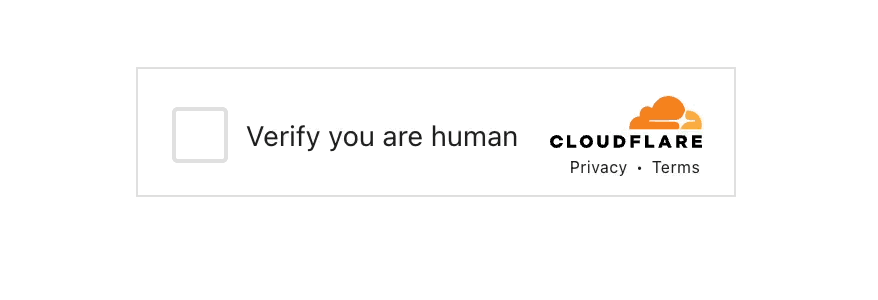 Verify you are human
CLOUDFLARE
Privacy • Terms